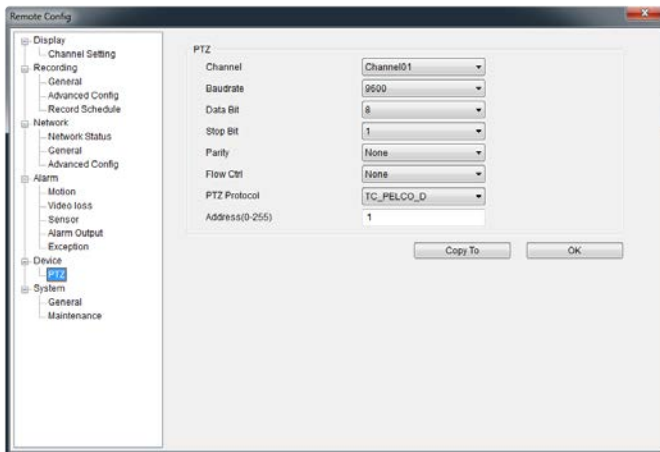 Remote Config
Display
Channel Setting
Recording
General
Advanced Config
Record Schedule
Network
Network Status
General
Advanced Config
Alarm
Motion
Video loss
Sensor
Alarm Output
Exception
Device
PTZ
System
General
Maintenance
PTZ
Channel Channel01
Baudrate 9600
Data Bit 8
Stop Bit 1
Parity None
Flow Ctrl None
PTZ Protocol TC_PELCO_D
Address(0-255) 1
Copy To OK